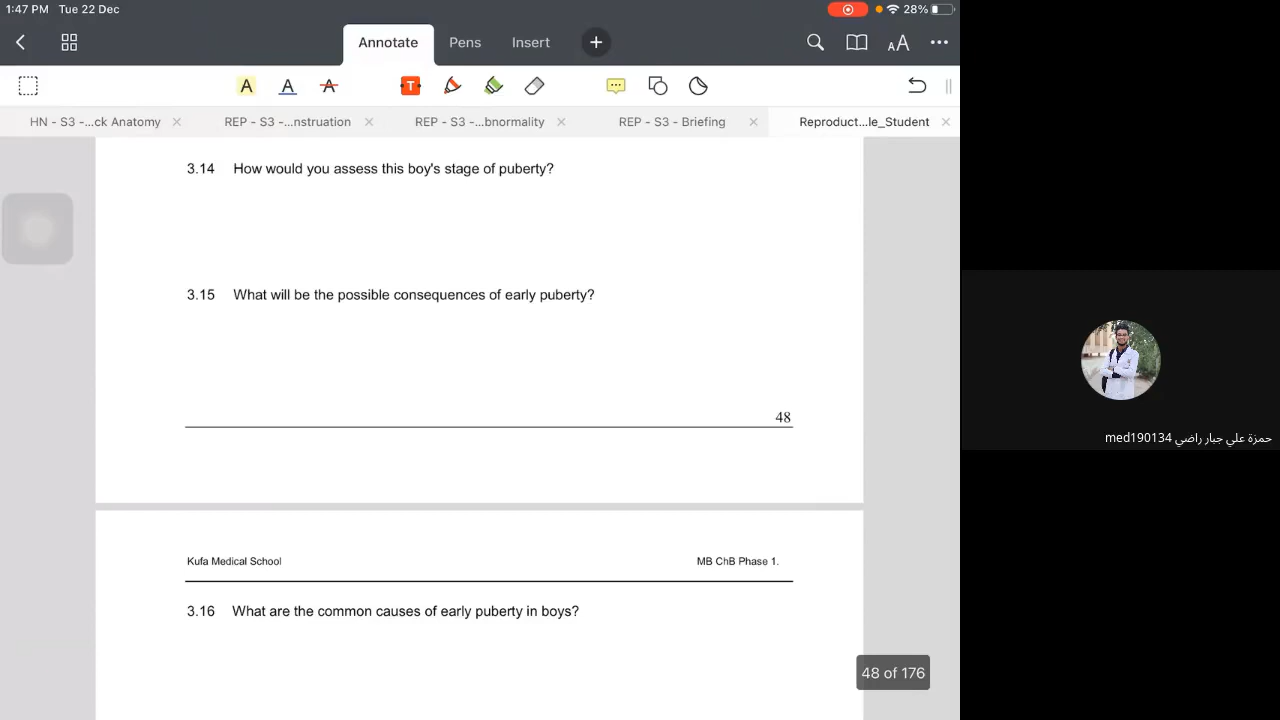 1:47 PM Tue 22 Dec
28%
Annotate
Pens
Insert
AA
A
A
A
T
HN - S3 -...ck Anatomy
REP - S3 -...nstruation
REP - S3 -...bnormality
REP - S3 - Briefing
Reproduct...le_Student
3.14 How would you assess this boy's stage of puberty?
3.15 What will be the possible consequences of early puberty?
48
Kufa Medical School
MB ChB Phase 1.
3.16 What are the common causes of early puberty in boys?
48 of 176
حمزة علي جبار راضي med190134